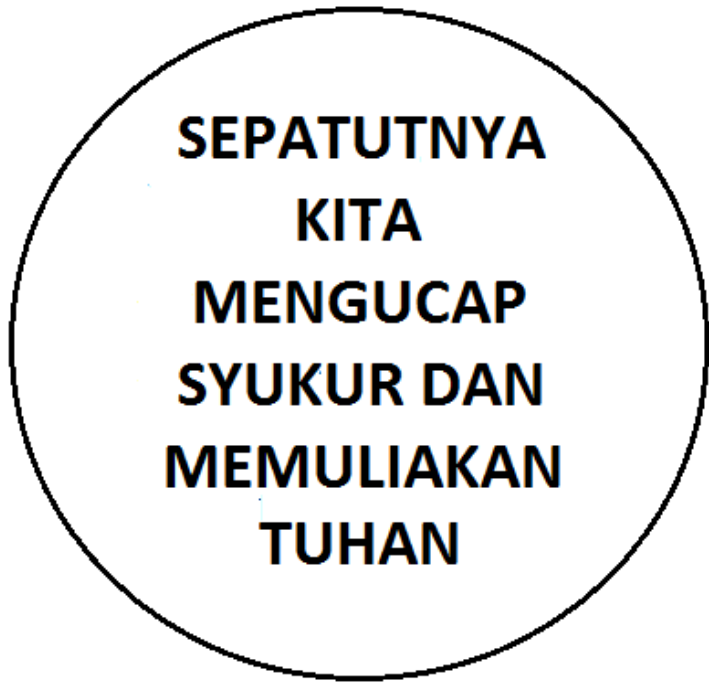 SEPATUTNYA
KITA
MENGUCAP
SYUKUR DAN
MEMULIAKAN
TUHAN